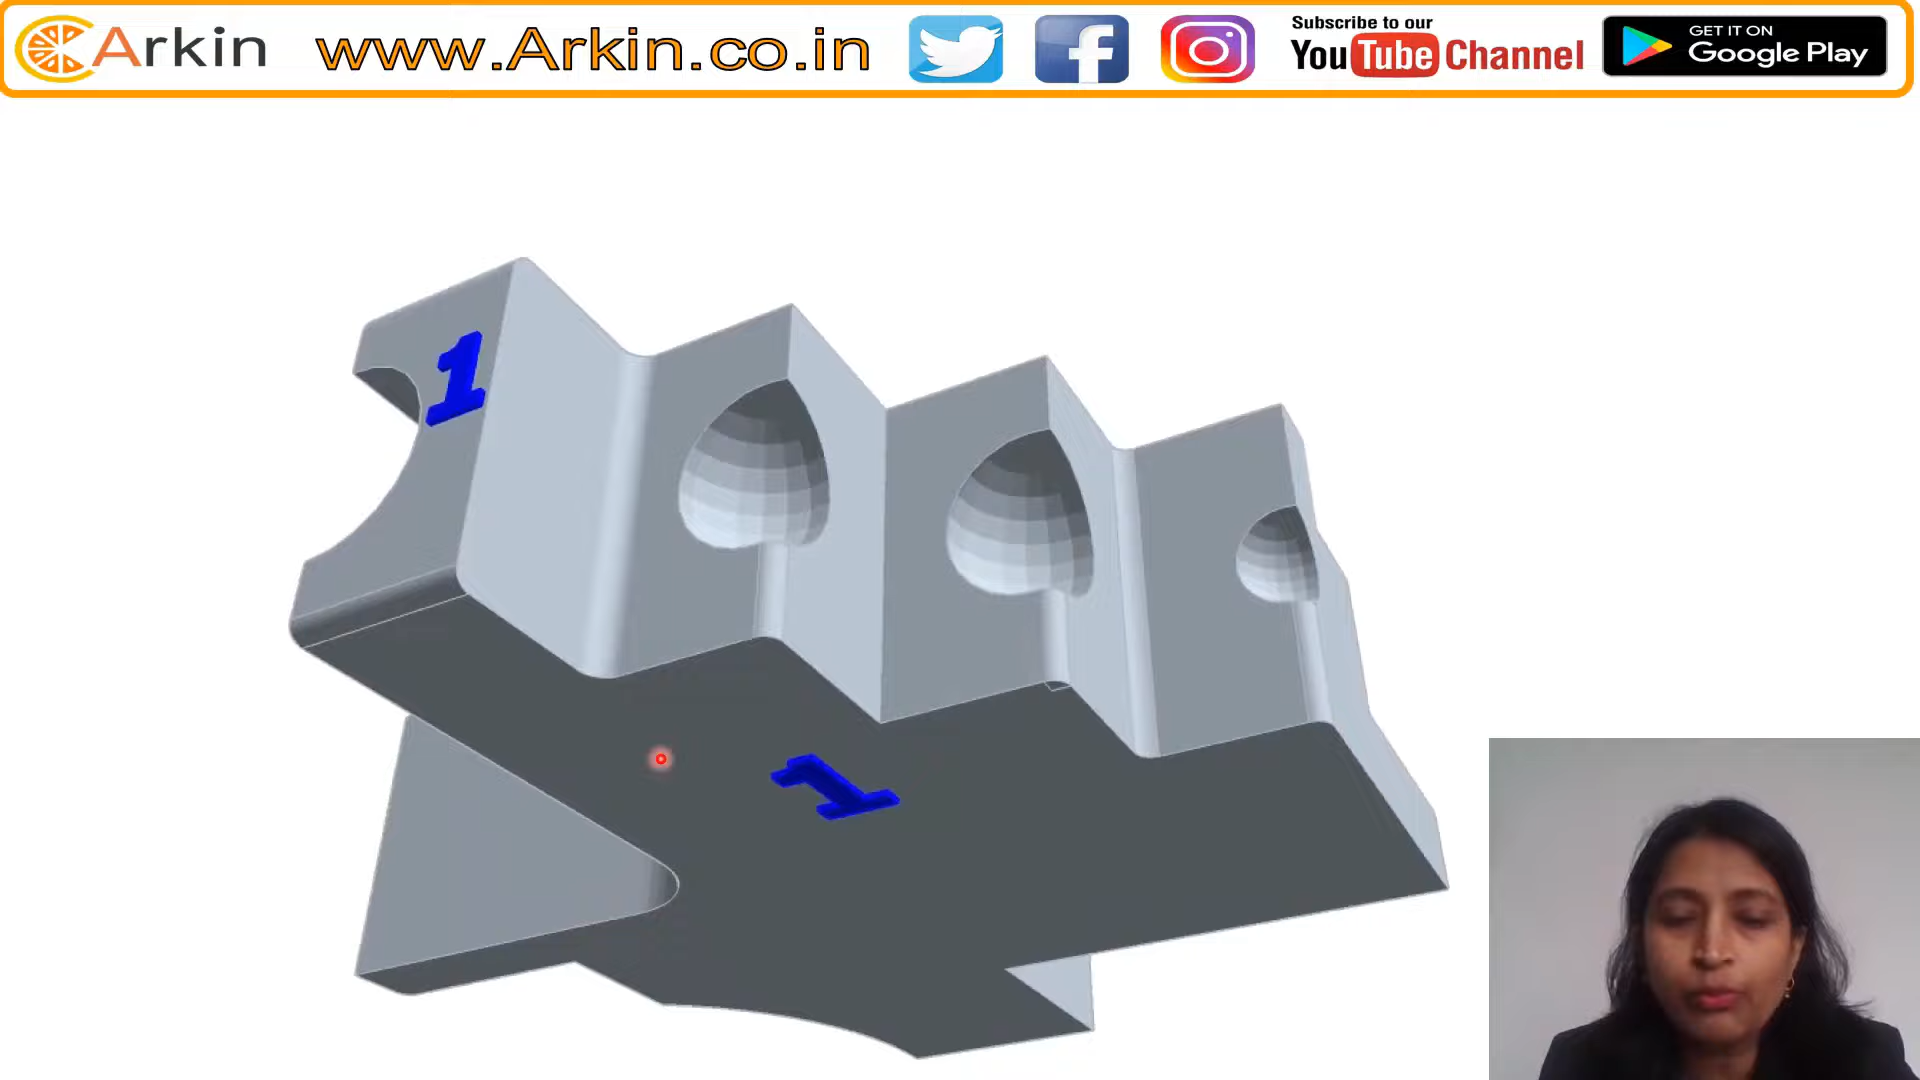 Arkin
www.Arkin.co.in
Subscribe to our
YouTube Channel
GET IT ON
Google Play
1
1